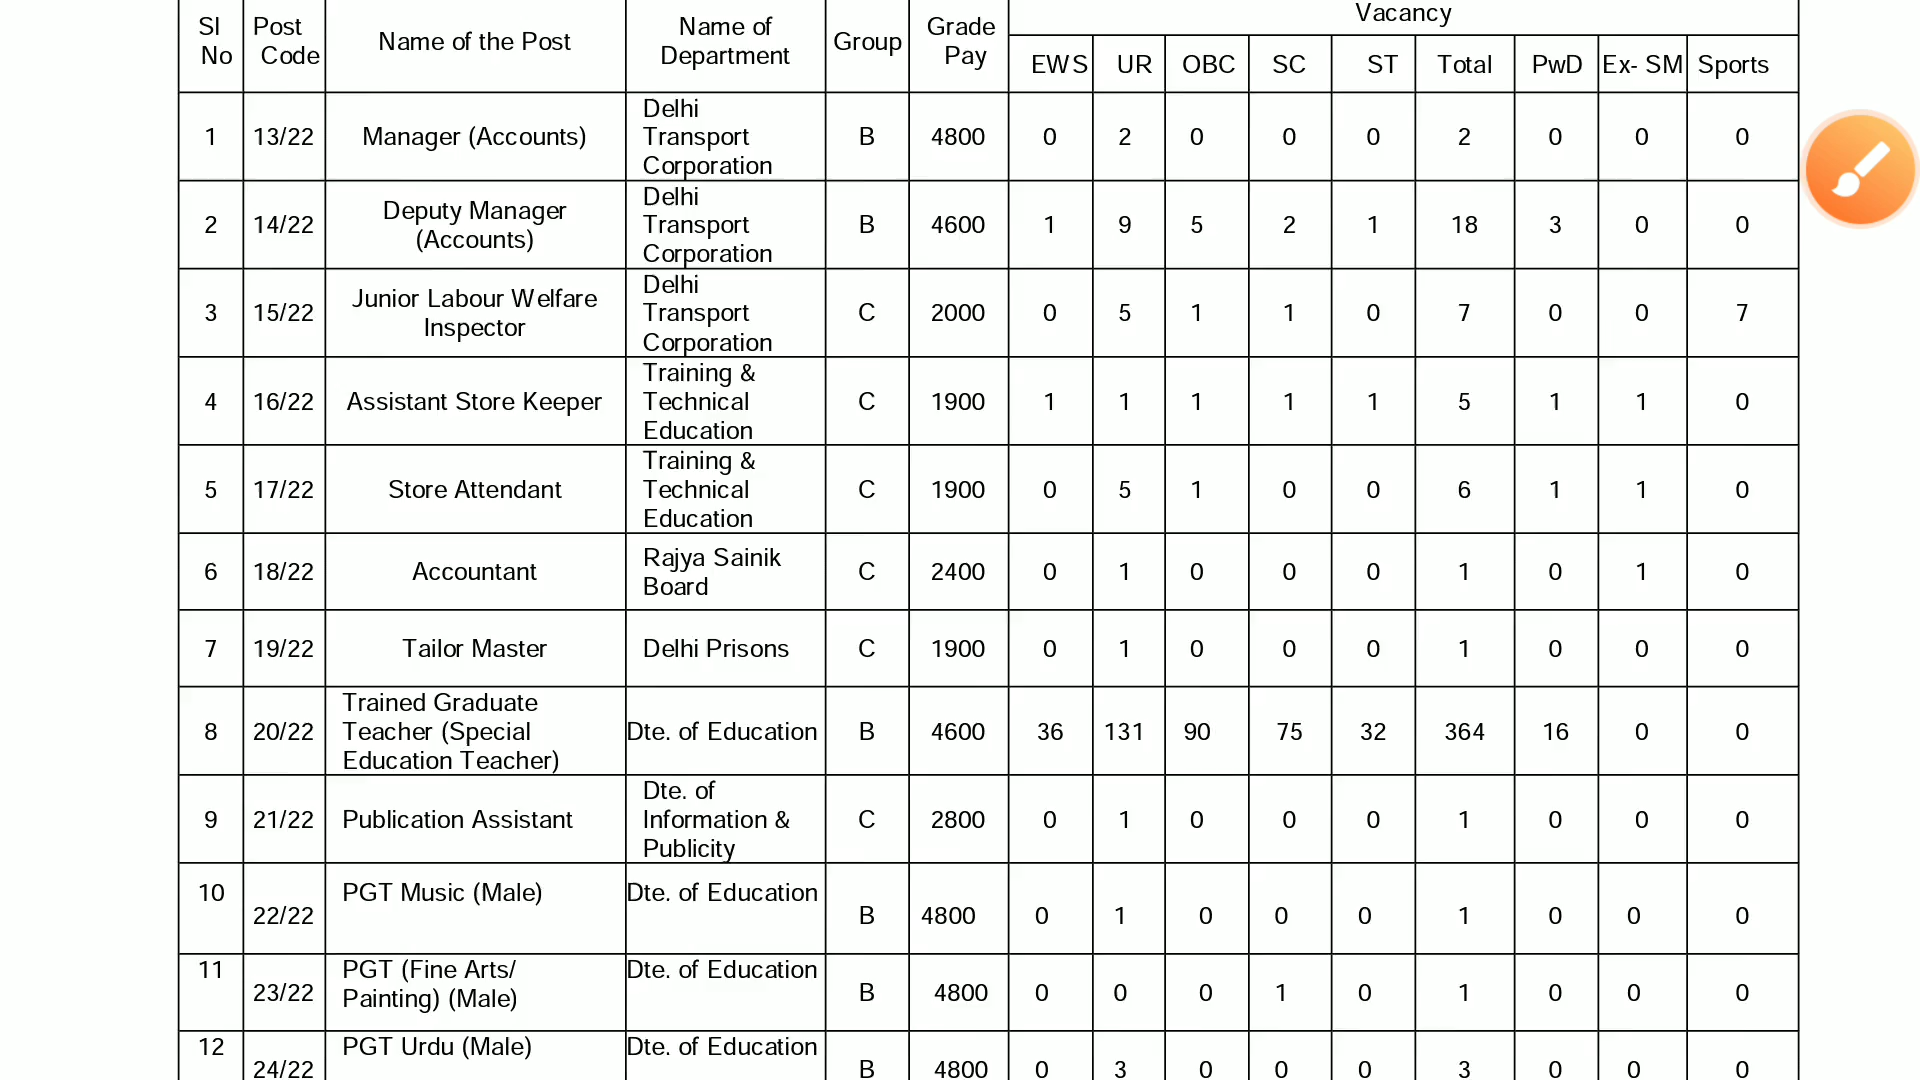 Sl No Post Code Name of the Post Name of Department Group Grade Pay Vacancy
EWS UR OBC SC ST Total PwD Ex- SM Sports
1 13/22 Manager (Accounts) Delhi Transport Corporation B 4800 0 2 0 0 0 2 0 0 0
2 14/22 Deputy Manager (Accounts) Delhi Transport Corporation B 4600 1 9 5 2 1 18 3 0 0
3 15/22 Junior Labour Welfare Inspector Delhi Transport Corporation C 2000 0 5 1 1 0 7 0 0 7
4 16/22 Assistant Store Keeper Training & Technical Education C 1900 1 1 1 1 1 5 1 1 0
5 17/22 Store Attendant Training & Technical Education C 1900 0 5 1 0 0 6 1 1 0
6 18/22 Accountant Rajya Sainik Board C 2400 0 1 0 0 0 1 0 1 0
7 19/22 Tailor Master Delhi Prisons C 1900 0 1 0 0 0 1 0 0 0
8 20/22 Trained Graduate Teacher (Special Education Teacher) Dte. of Education B 4600 36 131 90 75 32 364 16 0 0
9 21/22 Publication Assistant Dte. of Information & Publicity C 2800 0 1 0 0 0 1 0 0 0
10 22/22 PGT Music (Male) Dte. of Education B 4800 0 1 0 0 0 1 0 0 0
11 23/22 PGT (Fine Arts/ Painting) (Male) Dte. of Education B 4800 0 0 0 1 0 1 0 0 0
12 24/22 PGT Urdu (Male) Dte. of Education B 4800 0 3 0 0 0 3 0 0 0